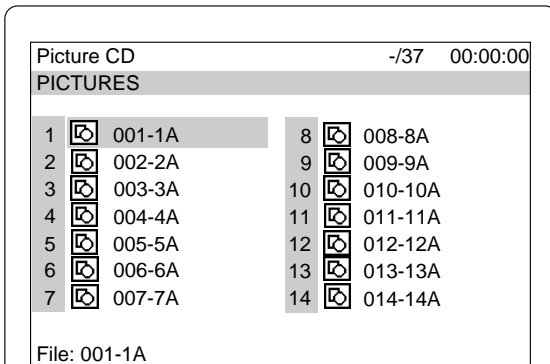 Picture CD -/37 00:00:00
PICTURES
1 001-1A
2 002-2A
3 003-3A
4 004-4A
5 005-5A
6 006-6A
7 007-7A
8 008-8A
9 009-9A
10 010-10A
11 011-11A
12 012-12A
13 013-13A
14 014-14A
File: 001-1A